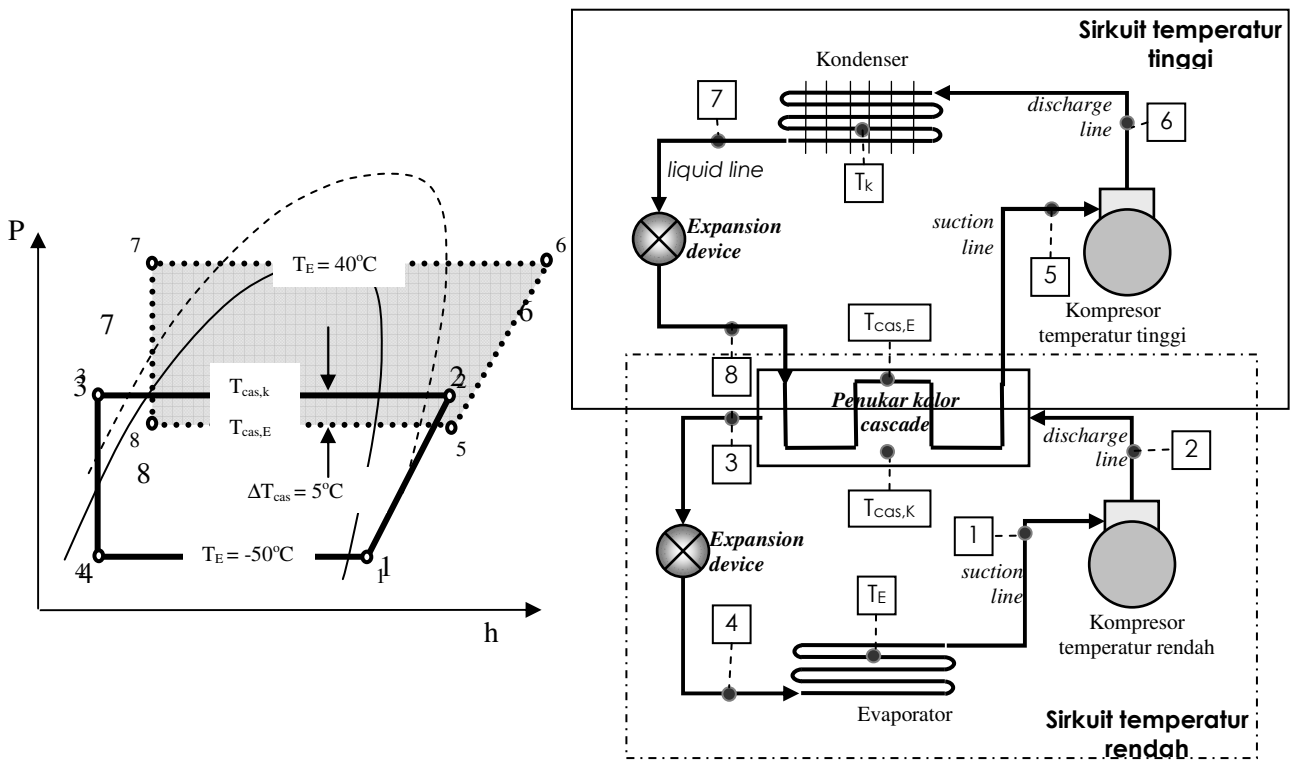 P
7
6
T_E = 40°C
6
7
3
3
T_cas,k
2
2
T_cas,E
8
5
8
ΔT_cas = 5°C
4
4
T_E = -50°C
1
1
h
Sirkuit temperatur
tinggi
Kondenser
7
discharge
line
6
liquid line
T_k
Expansion
device
suction
line
5
Kompresor
temperatur tinggi
T_cas,E
8
Penukar kalor
cascade
3
discharge
line
2
T_cas,K
Expansion
device
1
suction
line
T_E
4
Kompresor
temperatur rendah
Evaporator
Sirkuit temperatur
rendah